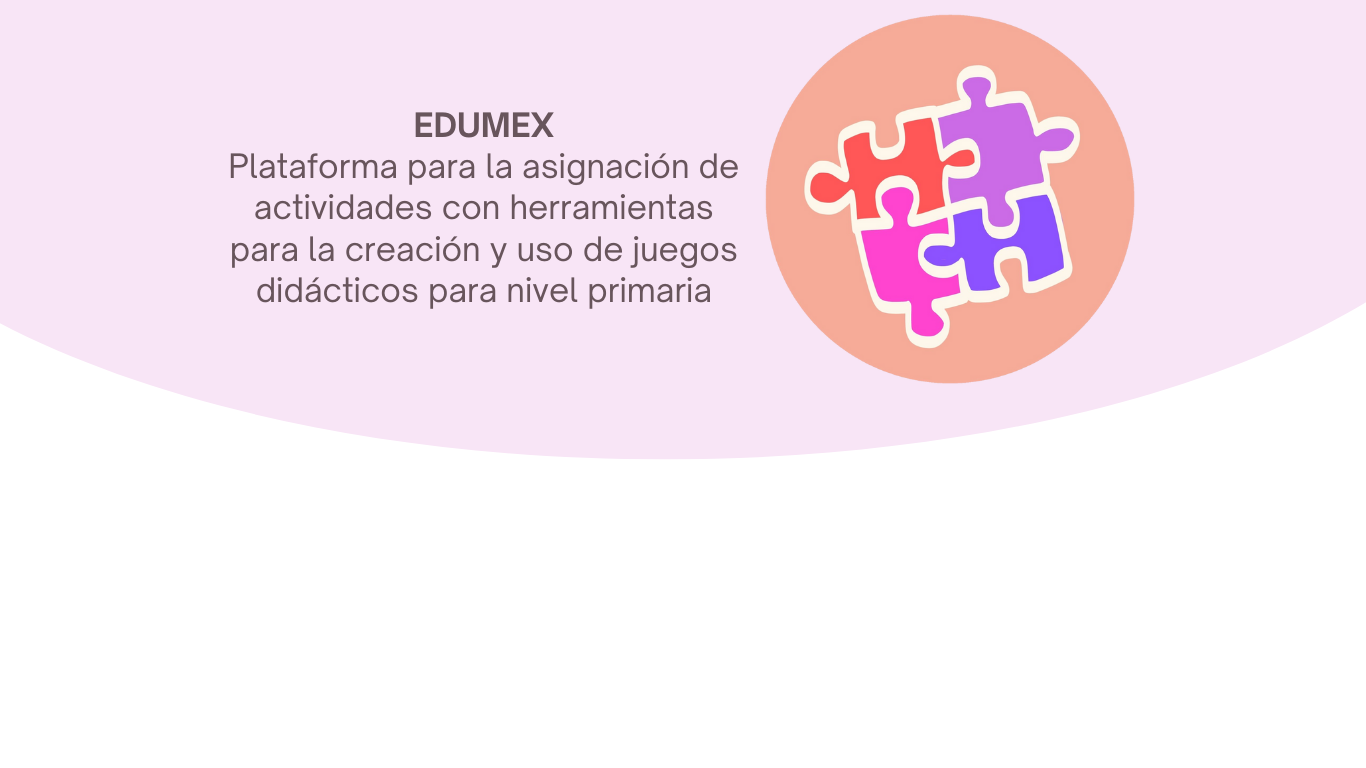 EDUMEX
Plataforma para la asignación de
actividades con herramientas
para la creación y uso de juegos
didácticos para nivel primaria